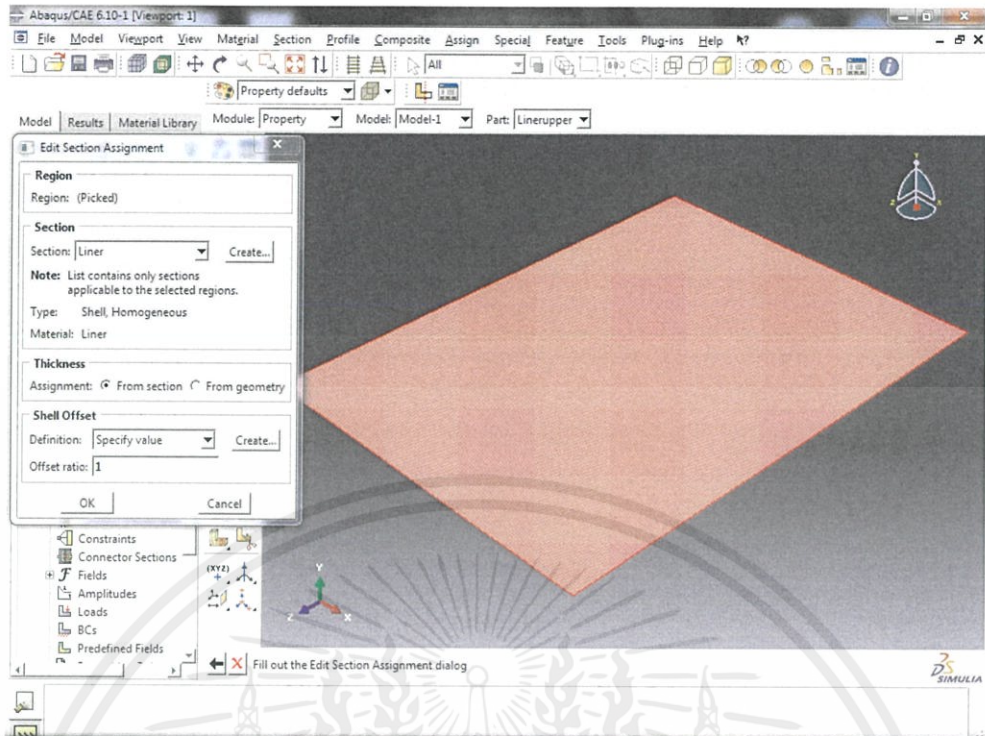 Abaqus/CAE 6.10-1 [Viewport: 1]
File Model Viewport View Material Section Profile Composite Assign Special Feature Tools Plug-ins Help
All
Property defaults
Model Results Material Library Module: Property Model: Model-1 Part: Linerupper
Edit Section Assignment
Region
Region: (Picked)
Section
Section: Liner Create...
Note: List contains only sections
applicable to the selected regions.
Type: Shell, Homogeneous
Material: Liner
Thickness
Assignment: From section From geometry
Shell Offset
Definition: Specify value Create...
Offset ratio: 1
OK Cancel
Constraints
Connector Sections
Fields
Amplitudes
Loads
BCs
Predefined Fields
(XYZ)
Y
Z X
Fill out the Edit Section Assignment dialog
SIMULIA